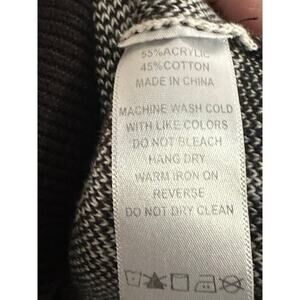 55%ACRYLIC
45%COTTON
MADE IN CHINA
MACHINE WASH COLD
WITH LIKE COLORS
DO NOT BLEACH
HANG DRY
WARM IRON ON
REVERSE
DO NOT DRY CLEAN